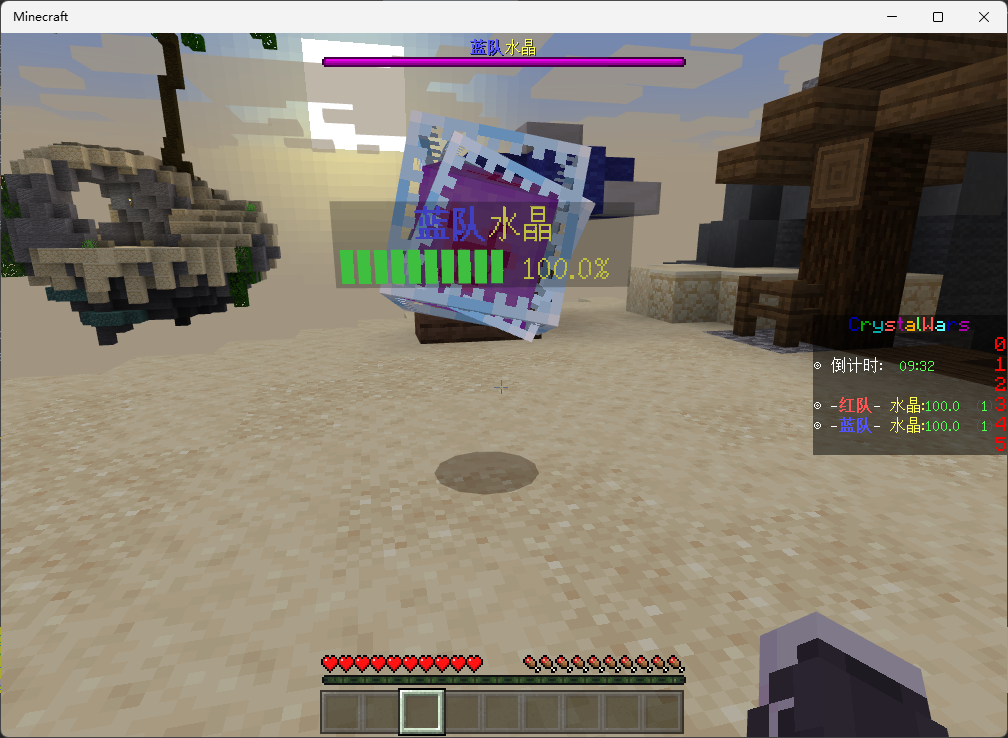 Minecraft
蓝队水晶
蓝队水晶
100.0%
CrystalWars
0
倒计时: 09:32 1
2
-红队- 水晶:100.0 1 3
-蓝队- 水晶:100.0 1 4
5